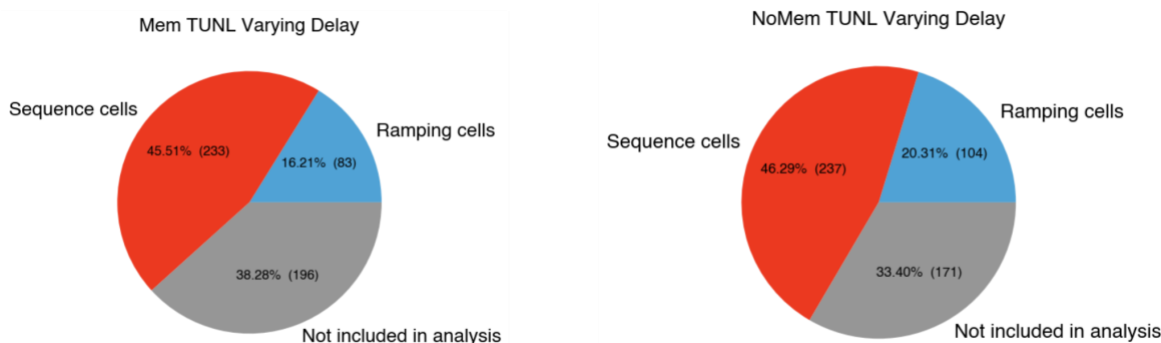 Mem TUNL Varying Delay
Sequence cells
Ramping cells
45.51% (233)
16.21% (83)
38.28% (196)
Not included in analysis
NoMem TUNL Varying Delay
Ramping cells
Sequence cells
20.31% (104)
46.29% (237)
33.40% (171)
Not included in analysis